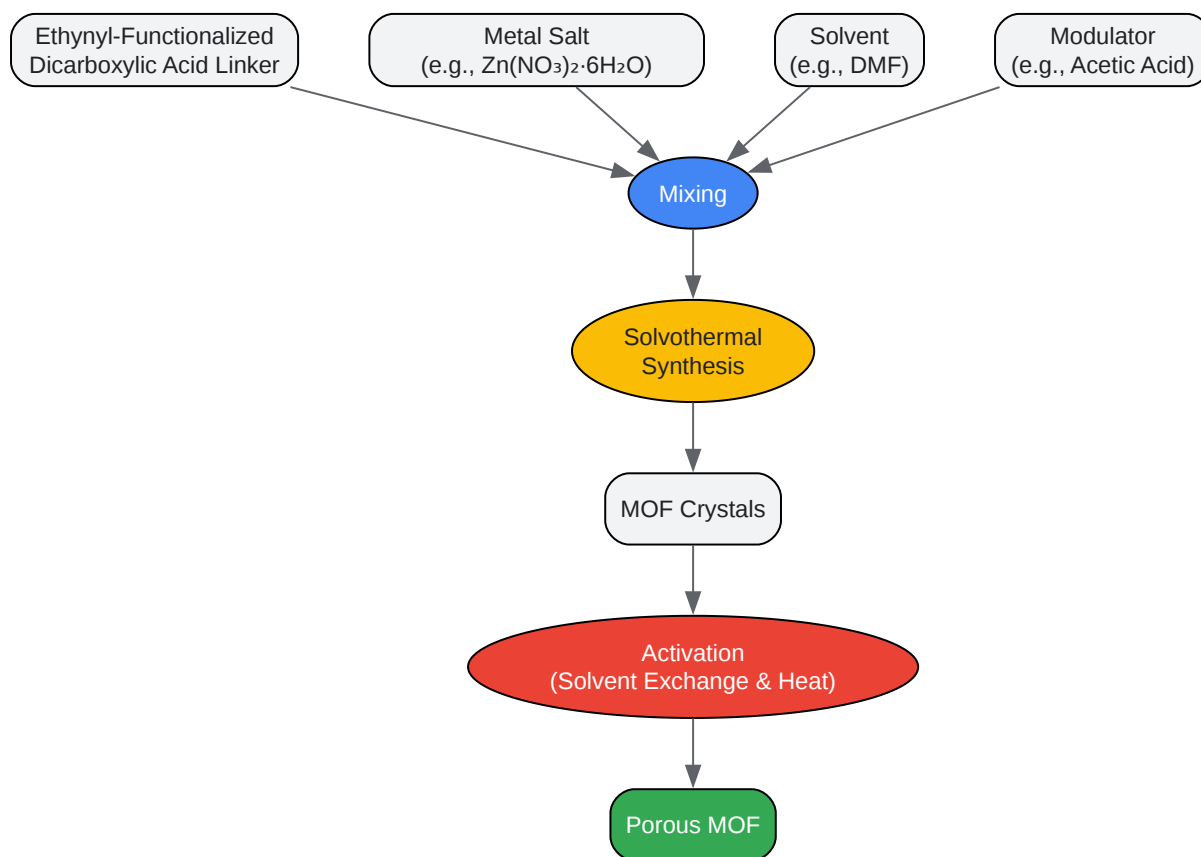 Ethynyl-Functionalized
Dicarboxylic Acid Linker
Metal Salt
(e.g., Zn(NO₃)₂·6H₂O)
Solvent
(e.g., DMF)
Modulator
(e.g., Acetic Acid)
Mixing
Solvothermal
Synthesis
MOF Crystals
Activation
(Solvent Exchange & Heat)
Porous MOF